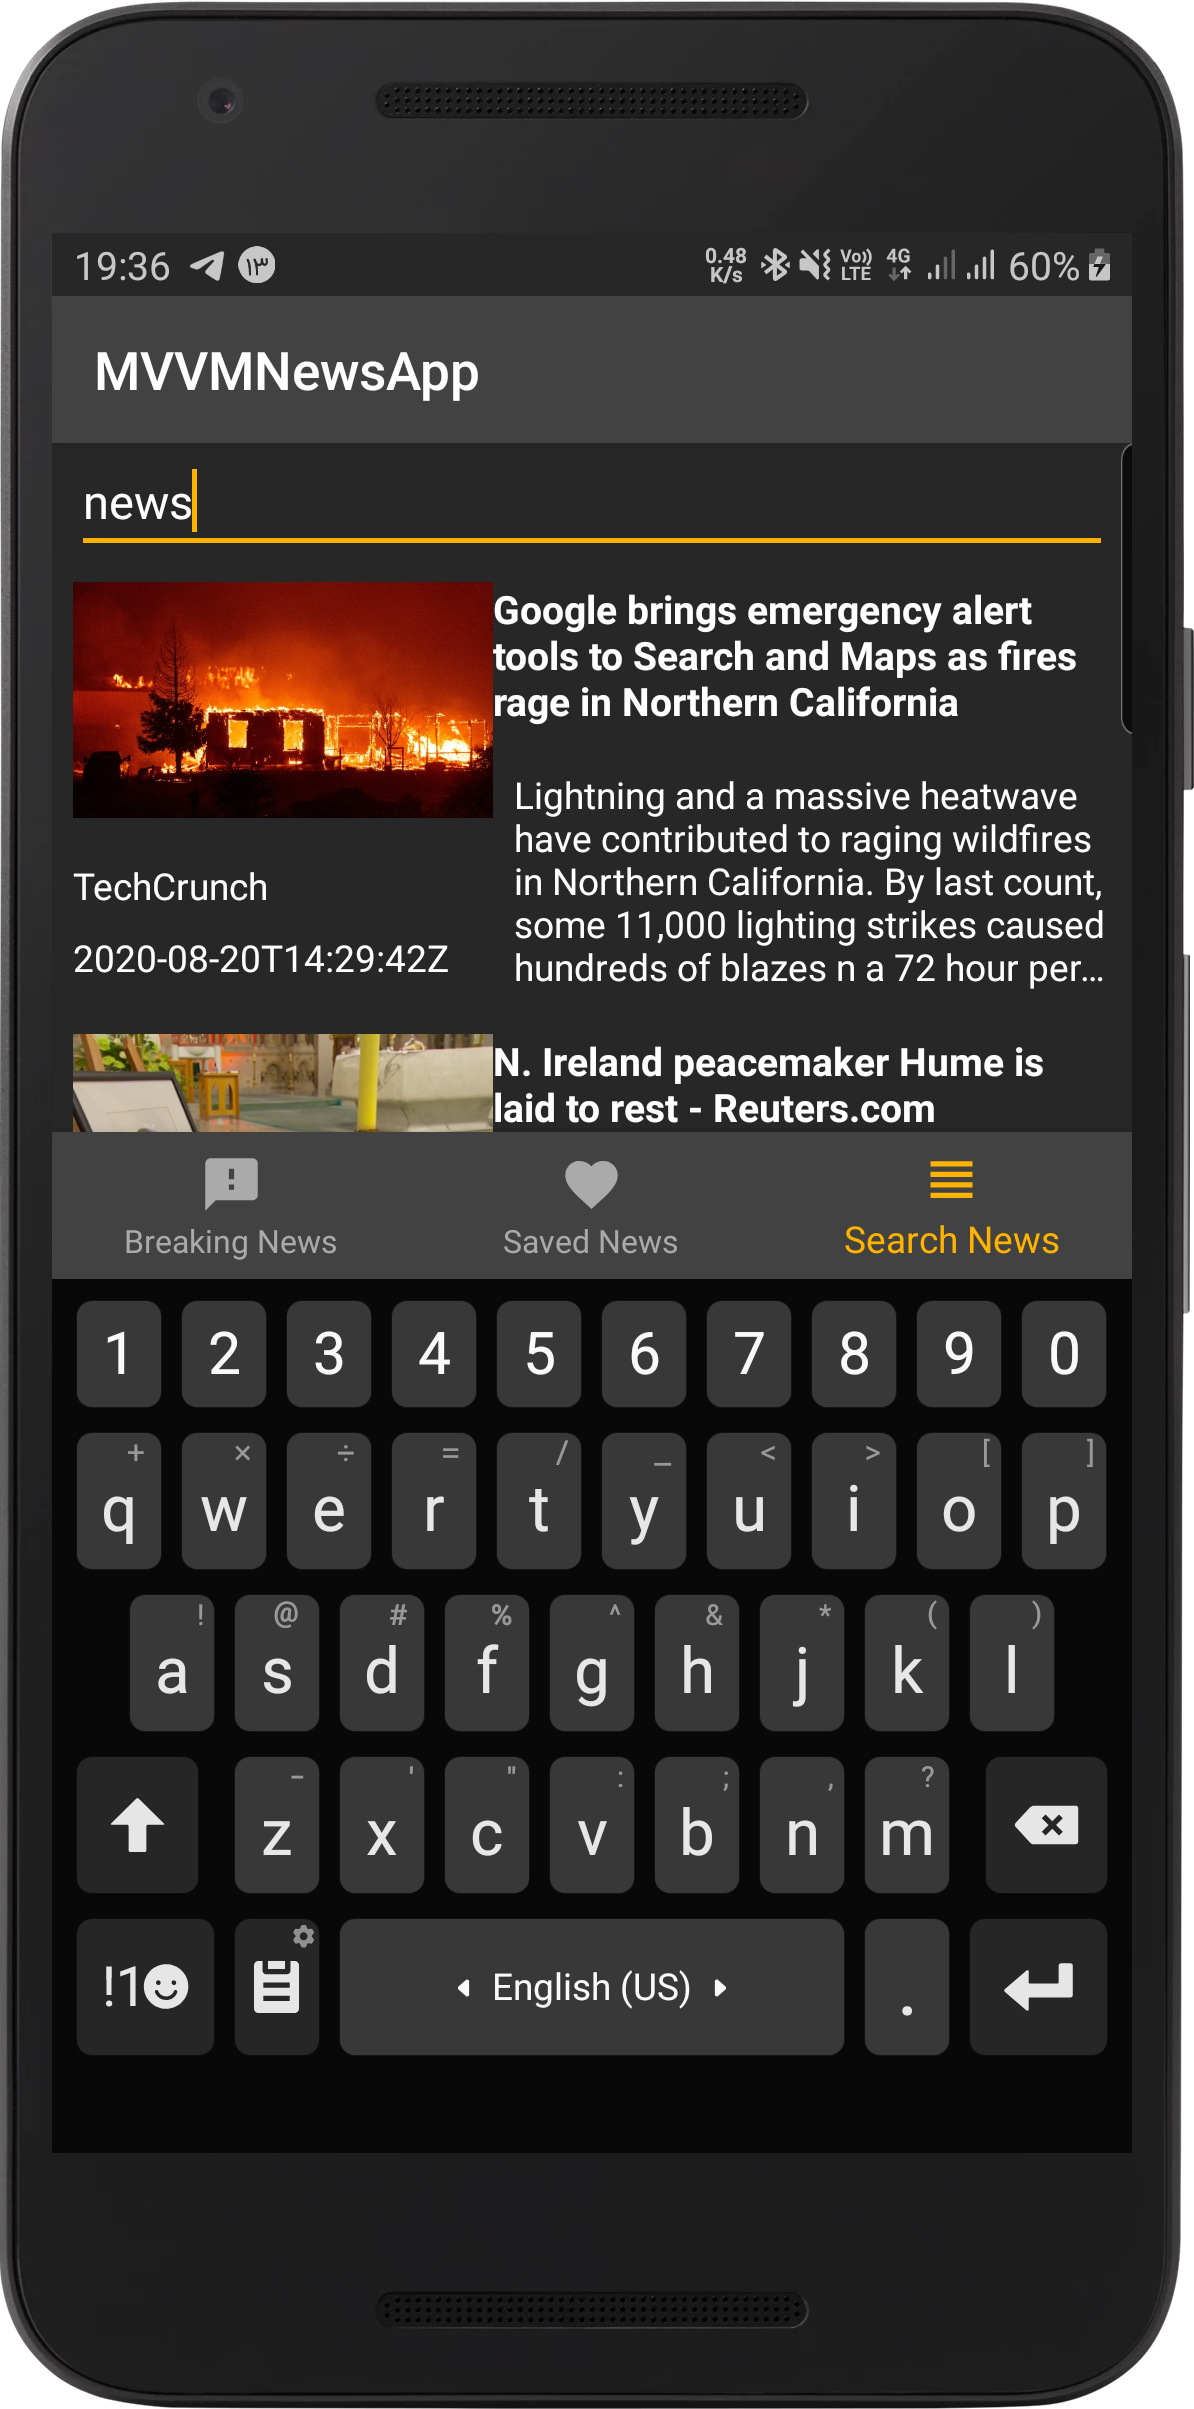 19:36 ١٣ 0.48 K/s Vo)) LTE 4G 60%
MVVMNewsApp
news
Google brings emergency alert
tools to Search and Maps as fires
rage in Northern California
Lightning and a massive heatwave
have contributed to raging wildfires
in Northern California. By last count,
some 11,000 lighting strikes caused
hundreds of blazes n a 72 hour per...
TechCrunch
2020-08-20T14:29:42Z
N. Ireland peacemaker Hume is
laid to rest - Reuters.com
Breaking News Saved News Search News
1 2 3 4 5 6 7 8 9 0
+ × ÷ = / _ < > [ ]
q w e r t y u i o p
! @ # % ^ & * ( )
a s d f g h j k l
- ' " : ; , ?
z x c v b n m
!1☺ English (US) .